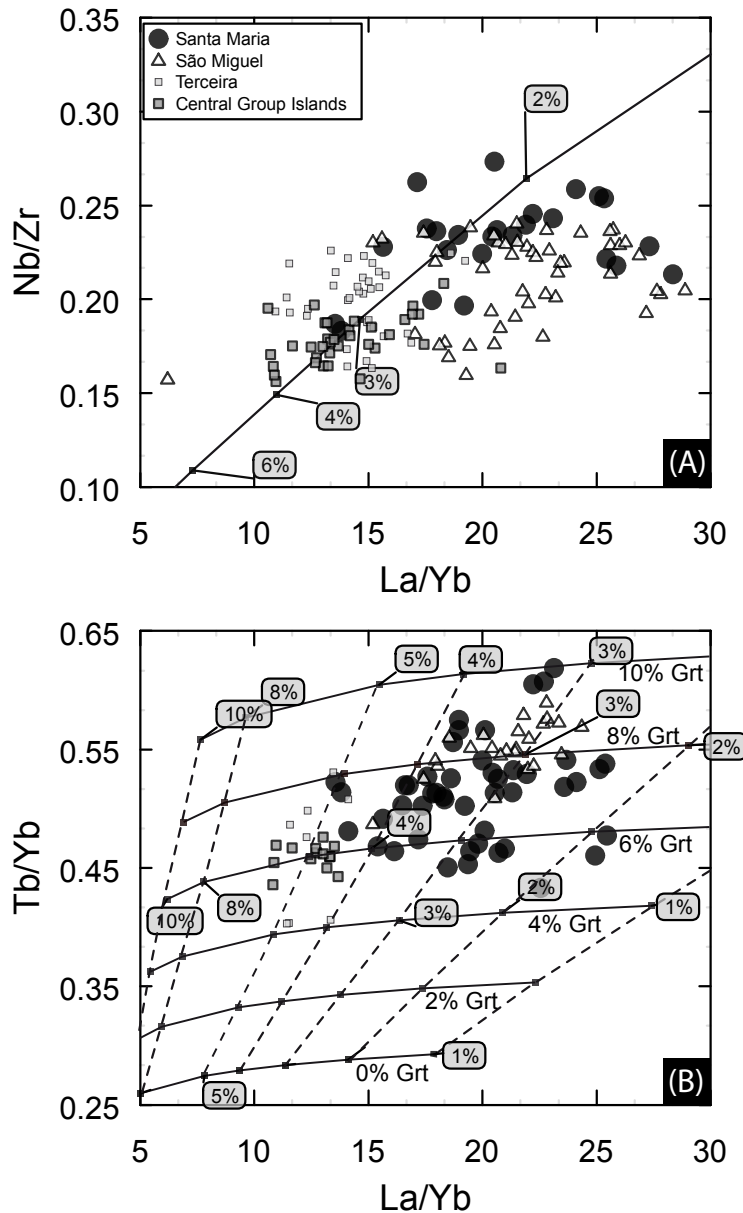 0.35
Santa Maria
São Miguel
Terceira
Central Group Islands
2%
0.30
0.25
Nb/Zr
0.20
3%
0.15
4%
6%
0.10
(A)
5 10 15 20 25 30
La/Yb
0.65
3%
5%
4%
8%
10% Grt
10%
3%
8% Grt
0.55
2%
Tb/Yb
4%
6% Grt
0.45
8%
2%
10%
3%
4% Grt
1%
0.35
2% Grt
0% Grt
1%
5%
(B)
0.25
5 10 15 20 25 30
La/Yb